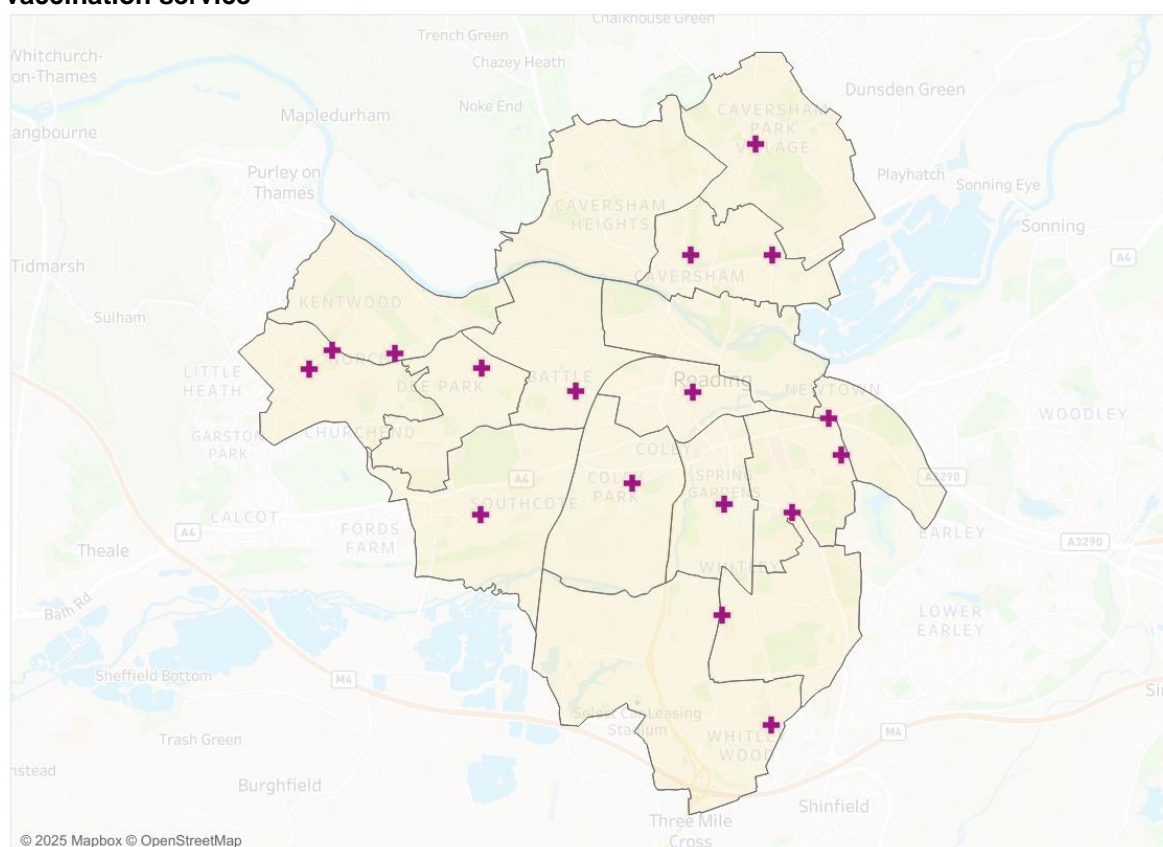 vaccination service
Chalkhouse Green
Trench Green
Whitchurch-
on-Thames
Chazey Heath
Dunsden Green
Noke End
CAVERSHAM
PARK
VILLAGE
Mapledurham
angbourne
Purley on
Thames
Playhatch
Sonning Eye
CAVERSHAM
HEIGHTS
Sonning
A4
Tidmarsh
CAVERSHAM
KENTWOOD
Sulham
LITTLE
HEATH
DEE PARK
BATTLE
Reading
NEWTOWN
WOODLEY
GARSTON
PARK
CHURCHEND
COLEY
A4
SOUTHCOTE
COLEY
PARK
SPRING
GARDENS
A3290
CALCOT
FORDS
FARM
A4
EARLEY
A3290
Theale
WHITLEY
Bath Rd
LOWER
EARLEY
Sheffield Bottom
M4
Select Car Leasing
Stadium
Trash Green
WHITLEY
WOOD
M4
nstead
Burghfield
Shinfield
Three Mile
Cross
© 2025 Mapbox © OpenStreetMap